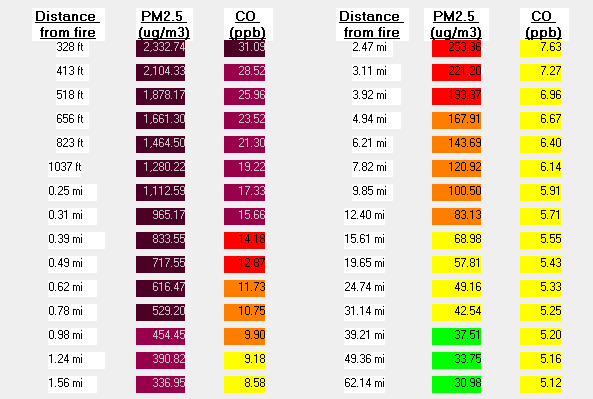 Distance from fire PM2.5 (ug/m3) CO (ppb) Distance from fire PM2.5 (ug/m3) CO (ppb)
328 ft 2,332.74 31.09 2.47 mi 253.36 7.63
413 ft 2,104.33 28.52 3.11 mi 221.20 7.27
518 ft 1,878.17 25.96 3.92 mi 193.37 6.96
656 ft 1,661.30 23.52 4.94 mi 167.91 6.67
823 ft 1,464.50 21.30 6.21 mi 143.69 6.40
1037 ft 1,280.22 19.22 7.82 mi 120.92 6.14
0.25 mi 1,112.59 17.33 9.85 mi 100.50 5.91
0.31 mi 965.17 15.66 12.40 mi 83.13 5.71
0.39 mi 833.55 14.18 15.61 mi 68.98 5.55
0.49 mi 717.55 12.87 19.65 mi 57.81 5.43
0.62 mi 616.47 11.73 24.74 mi 49.16 5.33
0.78 mi 529.20 10.75 31.14 mi 42.54 5.25
0.98 mi 454.45 9.90 39.21 mi 37.51 5.20
1.24 mi 390.82 9.18 49.36 mi 33.75 5.16
1.56 mi 336.95 8.58 62.14 mi 30.98 5.12